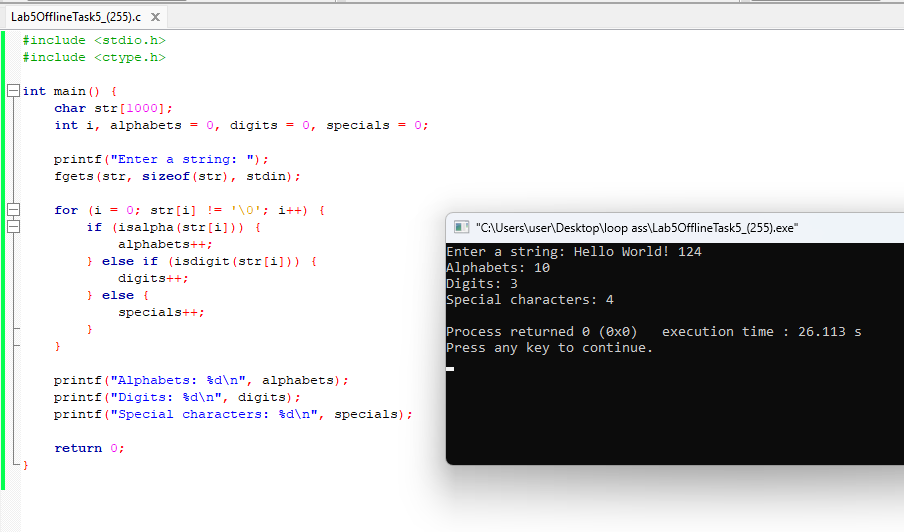 Lab5OfflineTask5_(255).c
#include <stdio.h>
#include <ctype.h>
int main() {
char str[1000];
int i, alphabets = 0, digits = 0, specials = 0;
printf("Enter a string: ");
fgets(str, sizeof(str), stdin);
for (i = 0; str[i] != '\0'; i++) {
if (isalpha(str[i])) {
alphabets++;
} else if (isdigit(str[i])) {
digits++;
} else {
specials++;
}
}
printf("Alphabets: %d\n", alphabets);
printf("Digits: %d\n", digits);
printf("Special characters: %d\n", specials);
return 0;
}
"C:\Users\user\Desktop\loop ass\Lab5OfflineTask5_(255).exe"
Enter a string: Hello World! 124
Alphabets: 10
Digits: 3
Special characters: 4
Process returned 0 (0x0)   execution time : 26.113 s
Press any key to continue.